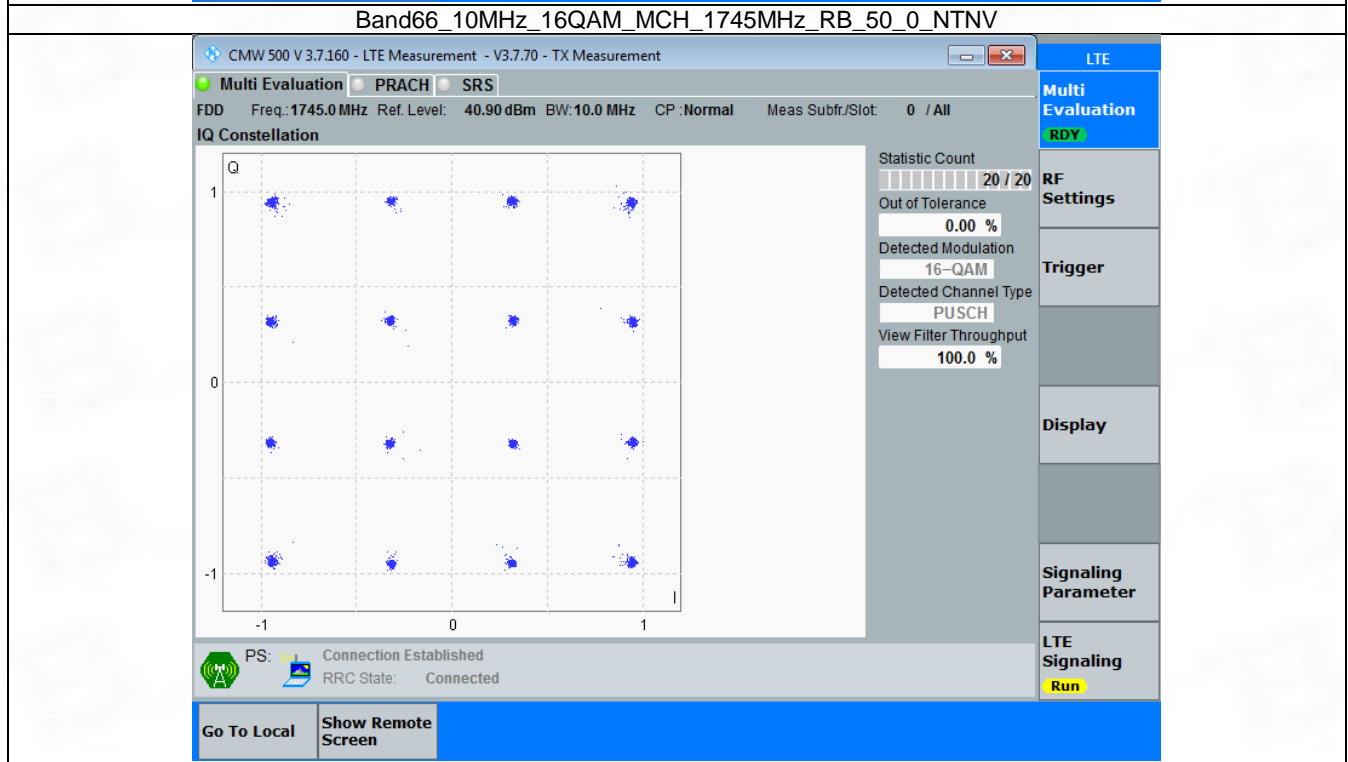 Band66_10MHz_16QAM_MCH_1745MHz_RB_50_0_NTNV
CMW 500 V 3.7.160 - LTE Measurement - V3.7.70 - TX Measurement
LTE
Multi Evaluation PRACH SRS
Multi
Evaluation
RDY
FDD Freq.: 1745.0 MHz Ref. Level: 40.90 dBm BW: 10.0 MHz CP : Normal Meas Subfr./Slot: 0 / All
IQ Constellation
Q
1
0
-1
I
-1 0 1
Statistic Count
20 / 20
Out of Tolerance
0.00 %
Detected Modulation
16-QAM
Detected Channel Type
PUSCH
View Filter Throughput
100.0 %
RF
Settings
Trigger
Display
Signaling
Parameter
LTE
Signaling
Run
PS: Connection Established
RRC State: Connected
Go To Local
Show Remote
Screen